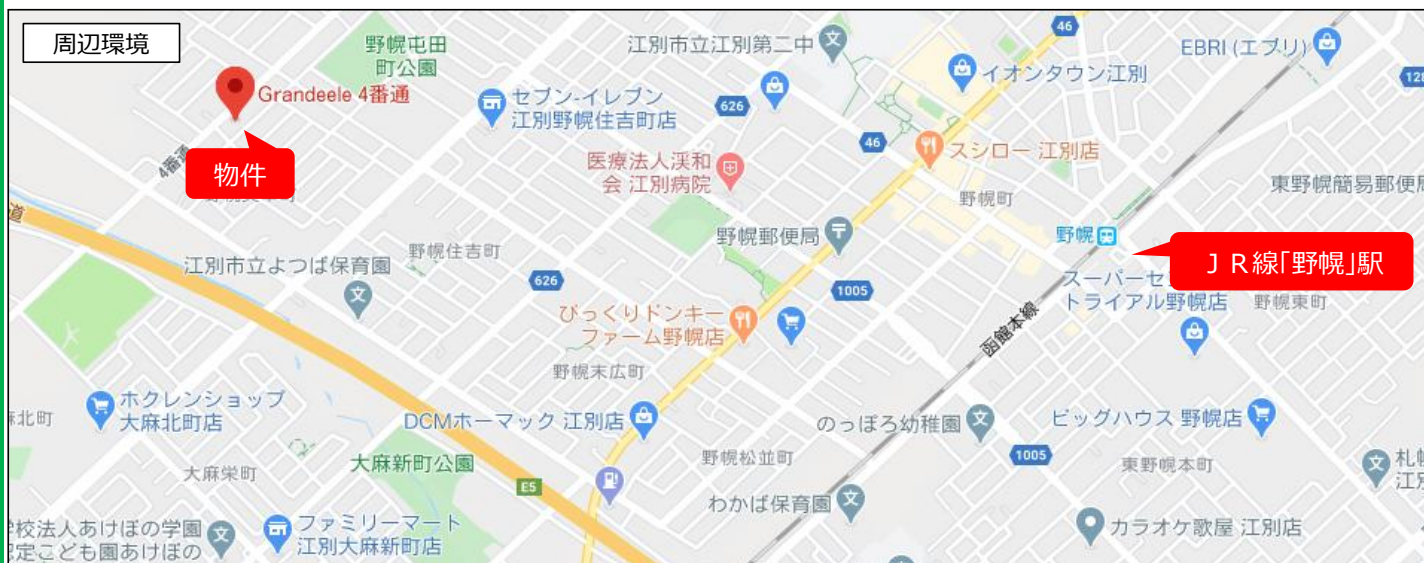 周辺環境
野幌屯田
町公園
江別市立江別第二中
46
EBRI (エブリ)
イオンタウン江別
Grandeele 4番通
セブン-イレブン
江別野幌住吉町店
626
46
スシロー 江別店
4番通
物件
医療法人渓和
会 江別病院
野幌町
東野幌簡易郵便局
道
野幌郵便局
野幌
JR線「野幌」駅
江別市立よつば保育園
野幌住吉町
626
1005
スーパーセ
トライアル野幌店
野幌東町
びっくりドンキー
ファーム野幌店
函館本線
野幌末広町
ホクレンショップ
大麻北町店
北町
DCMホーマック 江別店
のっぽろ幼稚園
ビッグハウス 野幌店
大麻栄町
大麻新町公園
野幌松並町
1005
東野幌本町
札幌
江別
E5
わかば保育園
校法人あけぼの学園
定こども園あけぼの
ファミリーマート
江別大麻新町店
カラオケ歌屋 江別店